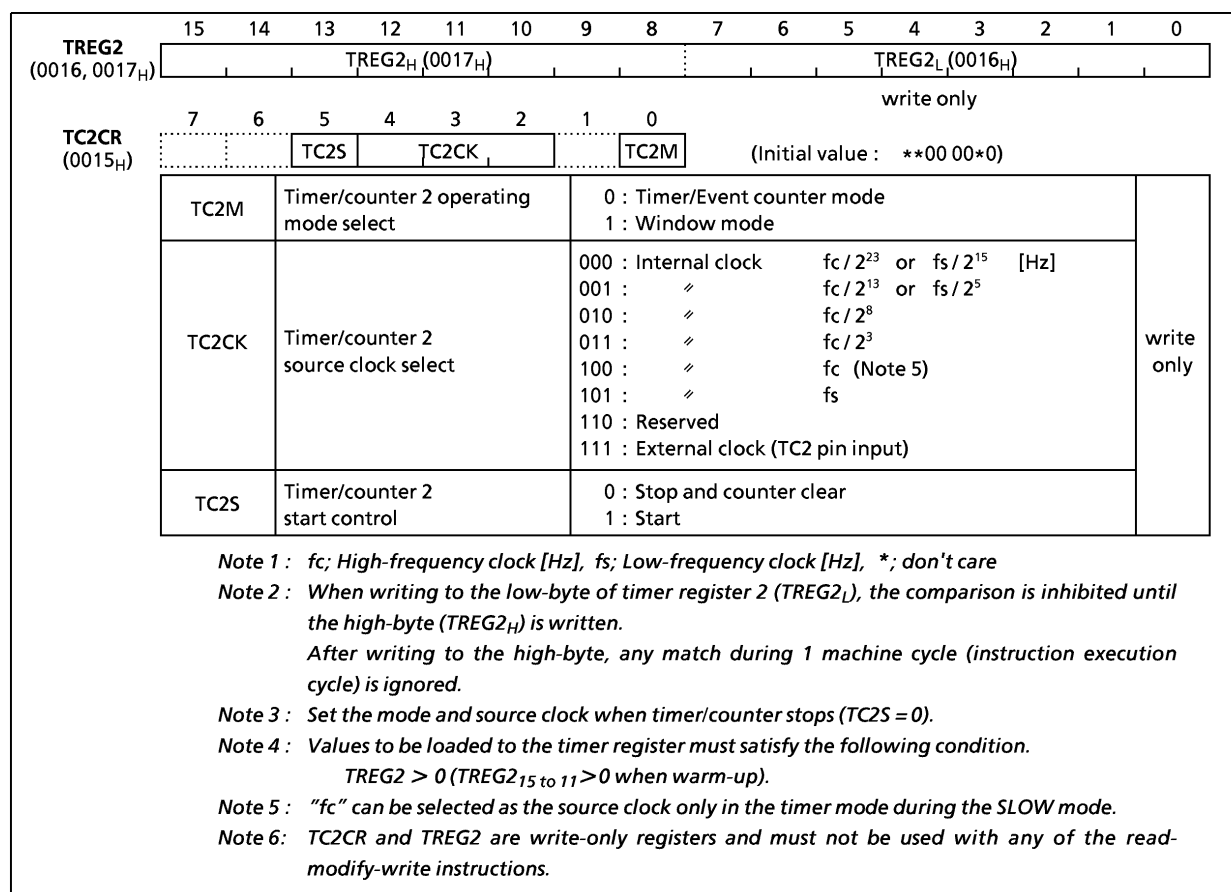 15 14 13 12 11 10 9 8 7 6 5 4 3 2 1 0
TREG2
(0016, 0017H)
TREG2H (0017H) TREG2L (0016H)
write only
7 6 5 4 3 2 1 0
TC2CR
(0015H)
TC2S TC2CK TC2M (Initial value : **00 00*0)
TC2M
Timer/counter 2 operating
mode select
0 : Timer/Event counter mode
1 : Window mode
TC2CK
Timer/counter 2
source clock select
000 : Internal clock fc / 2²³ or fs / 2¹⁵ [Hz]
001 : 〃 fc / 2¹³ or fs / 2⁵
010 : 〃 fc / 2⁸
011 : 〃 fc / 2³
100 : 〃 fc (Note 5)
101 : 〃 fs
110 : Reserved
111 : External clock (TC2 pin input)
TC2S
Timer/counter 2
start control
0 : Stop and counter clear
1 : Start
write
only
Note 1 : fc; High-frequency clock [Hz], fs; Low-frequency clock [Hz], *; don't care
Note 2 : When writing to the low-byte of timer register 2 (TREG2L), the comparison is inhibited until
the high-byte (TREG2H) is written.
After writing to the high-byte, any match during 1 machine cycle (instruction execution
cycle) is ignored.
Note 3 : Set the mode and source clock when timer/counter stops (TC2S = 0).
Note 4 : Values to be loaded to the timer register must satisfy the following condition.
TREG2 > 0 (TREG215 to 11 > 0 when warm-up).
Note 5 : "fc" can be selected as the source clock only in the timer mode during the SLOW mode.
Note 6: TC2CR and TREG2 are write-only registers and must not be used with any of the read-
modify-write instructions.